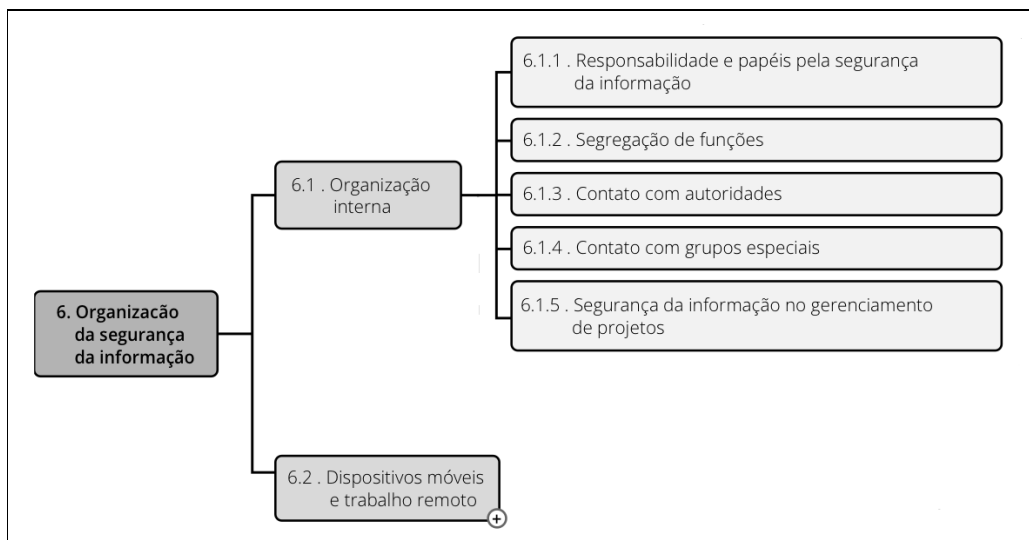 6.1.1 . Responsabilidade e papéis pela segurança
da informação
6.1.2 . Segregação de funções
6.1 . Organização
interna
6.1.3 . Contato com autoridades
6.1.4 . Contato com grupos especiais
6. Organizacão
da segurança
da informação
6.1.5 . Segurança da informação no gerenciamento
de projetos
6.2 . Dispositivos móveis
e trabalho remoto
+